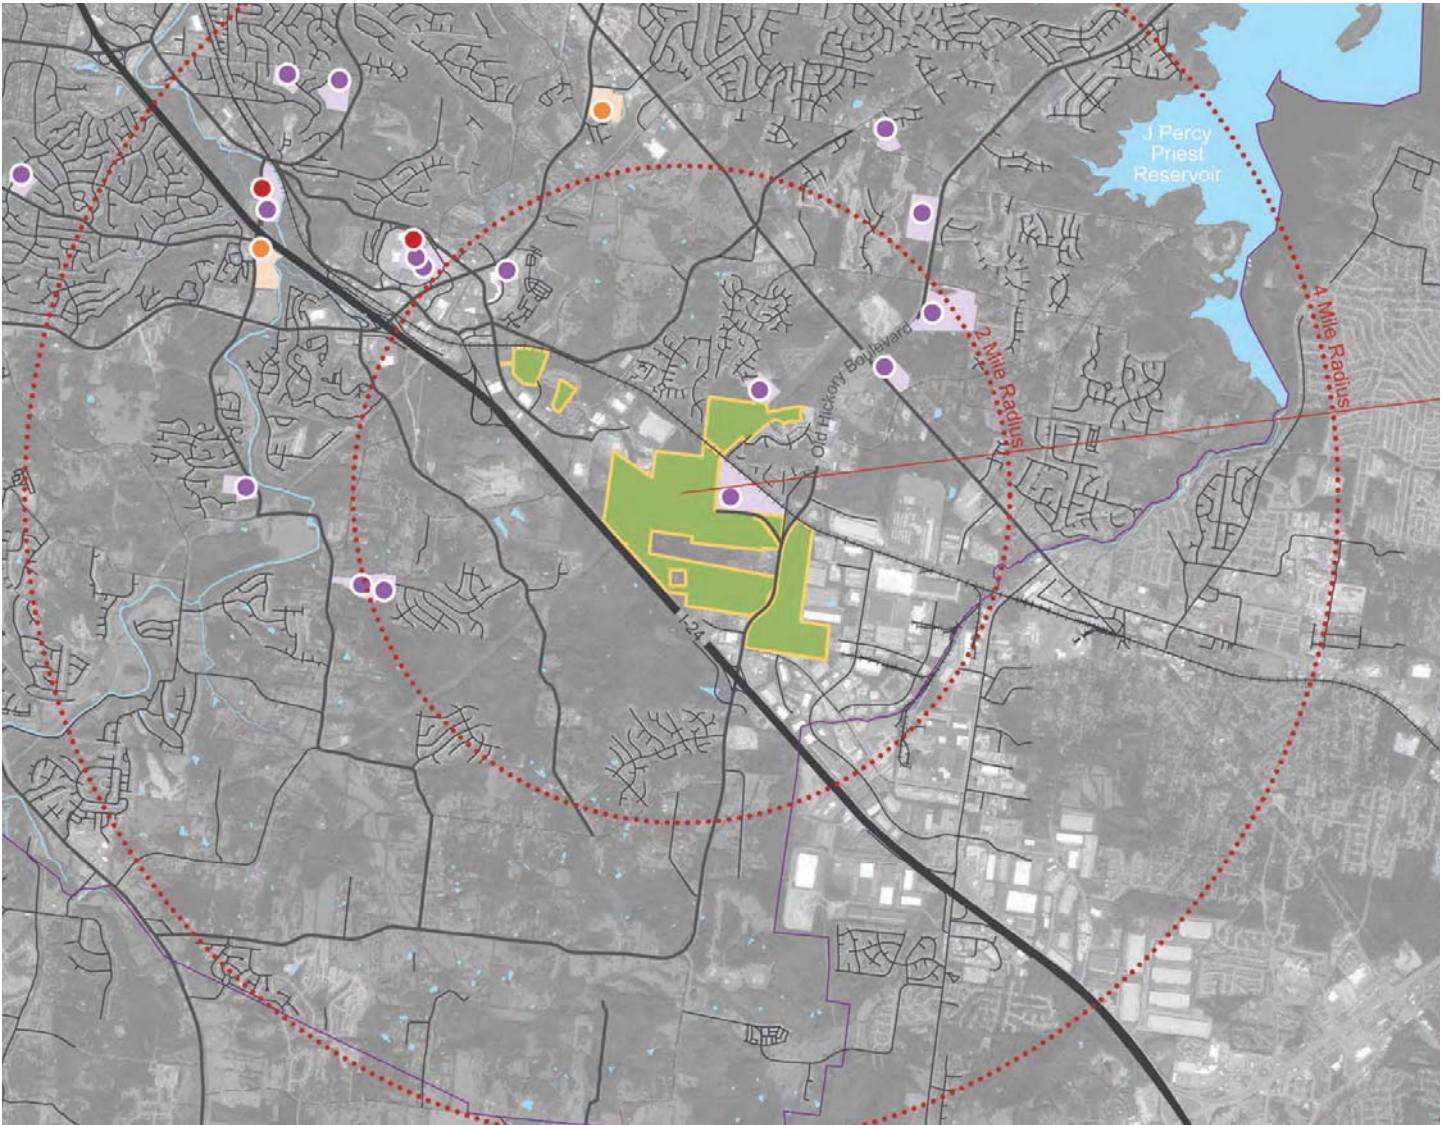 J Percy
Priest
Reservoir
4 Mile Radius
2 Mile Radius
Old Hickory Boulevard
I-24